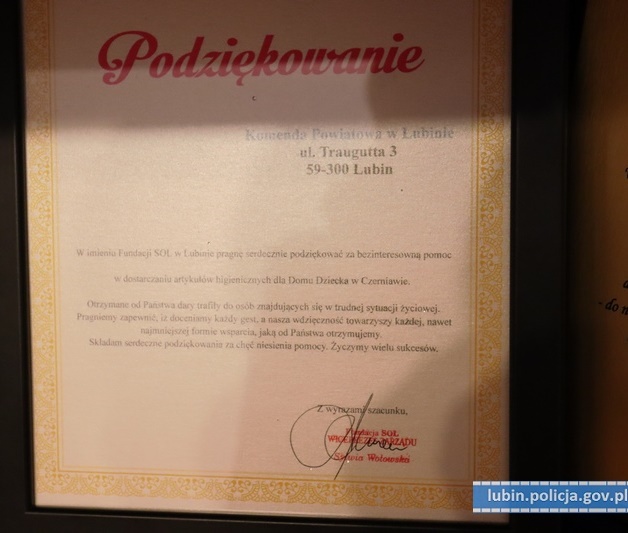 Podziękowanie
Komenda Powiatowa w Lubinie
ul. Traugutta 3
59-300 Lubin
W imieniu Fundacji SOL w Lubinie pragnę serdecznie podziękować za bezinteresowną pomoc
w dostarczaniu artykułów higienicznych dla Domu Dziecka w Czerniawie.
Otrzymane od Państwa dary trafiły do osób znajdujących się w trudnej sytuacji życiowej.
Pragniemy zapewnić, iż doceniamy każdy gest, a nasza wdzięczność towarzyszy każdej, nawet
najmniejszej formie wsparcia, jaką od Państwa otrzymujemy.
Składam serdeczne podziękowania za chęć niesienia pomocy. Życzymy wielu sukcesów.
Z wyrazami szacunku,
Fundacja SOL
WICEPREZES ZARZĄDU
Sylwia Wołowska
- do n
lubin.policja.gov.pl